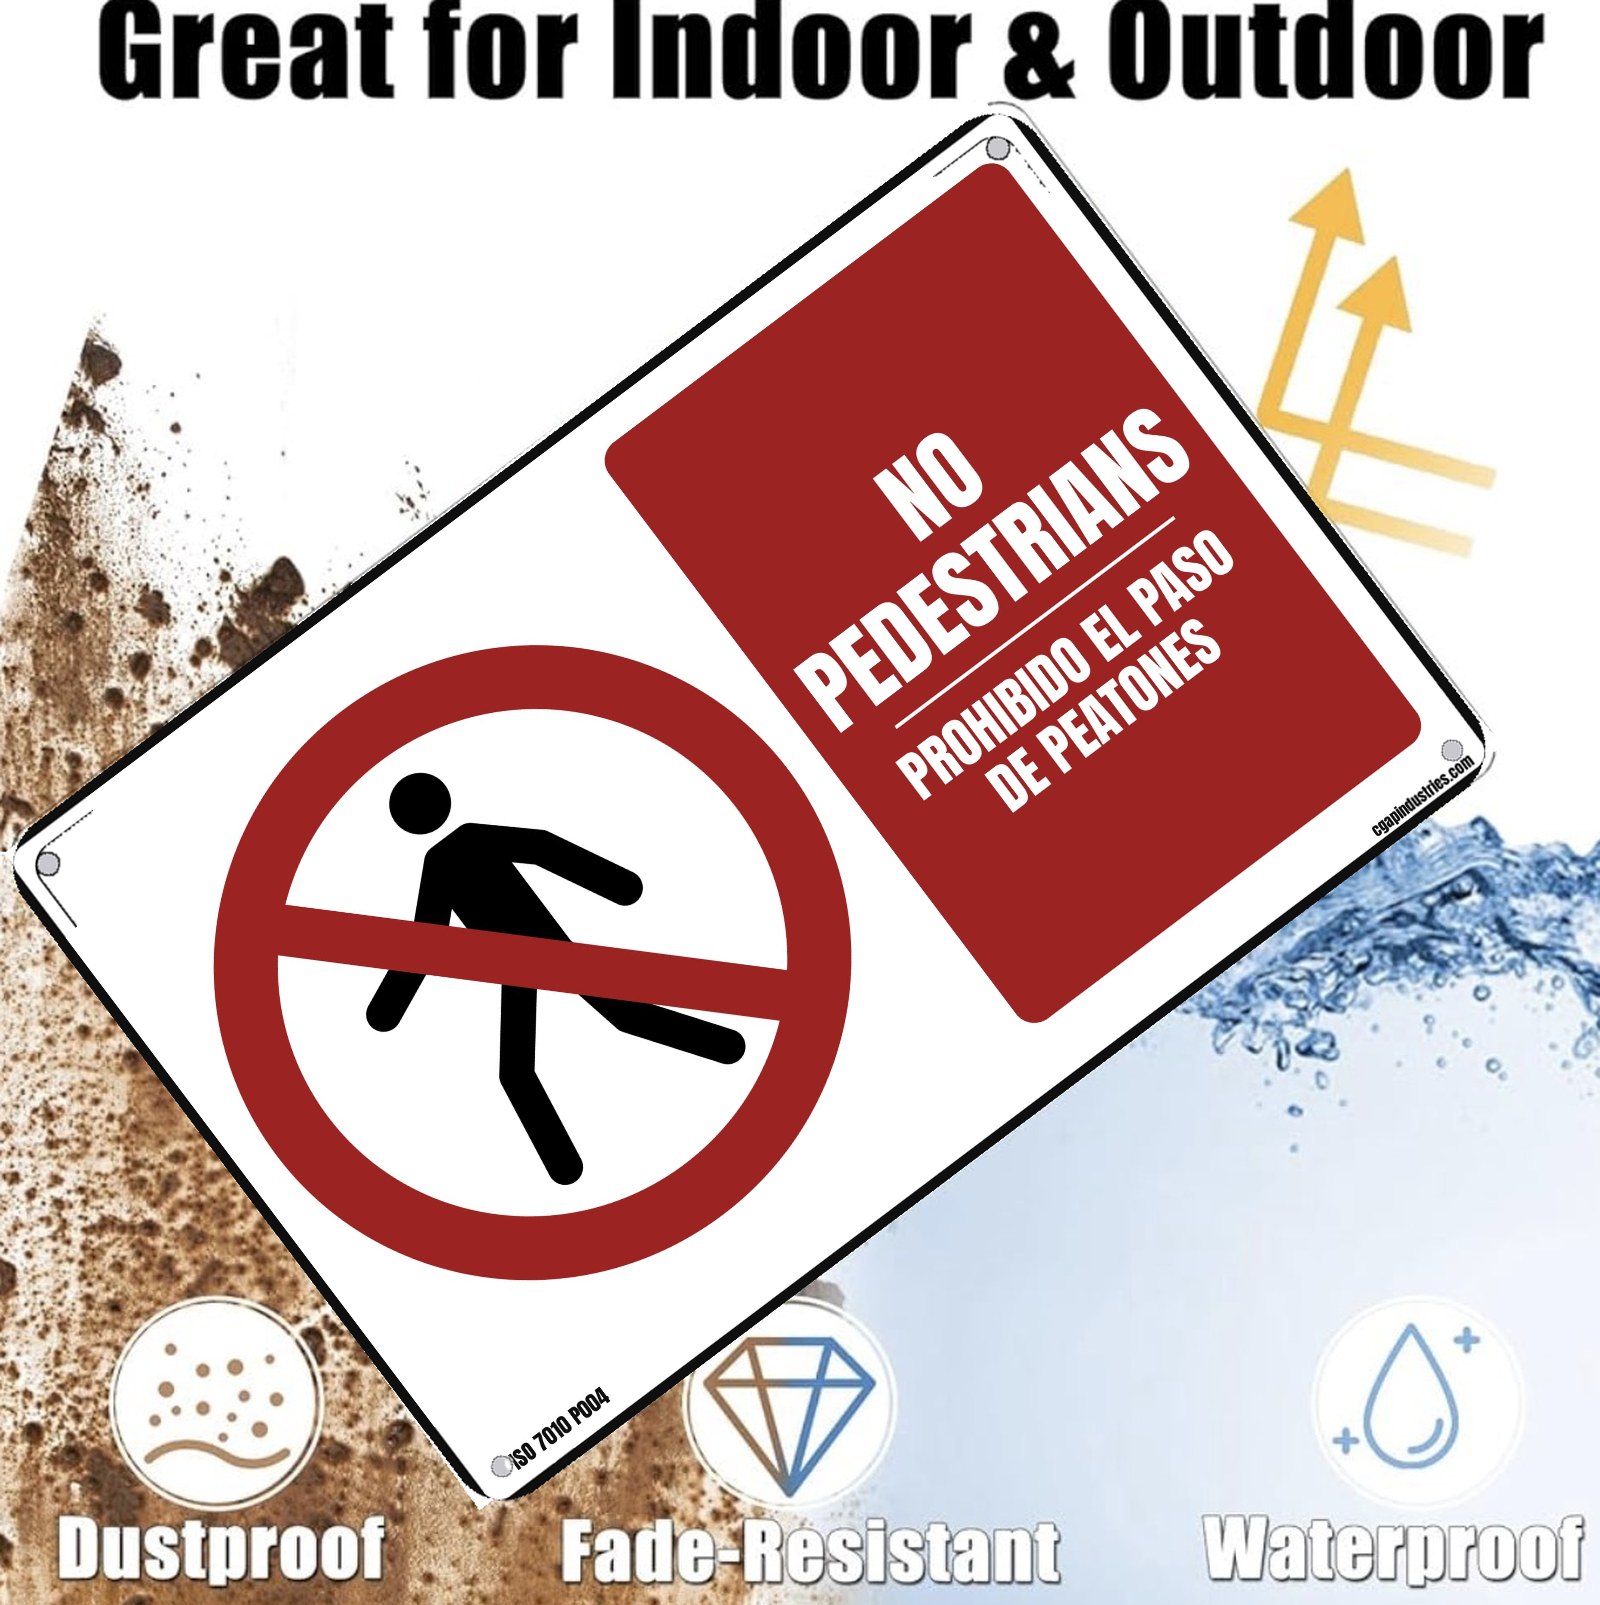 Great for Indoor & Outdoor
NO
PEDESTRIANS
PROHIBIDO EL PASO
DE PEATONES
cgapindustries.com
ISO 7010 P004
Dustproof
Fade-Resistant
Waterproof